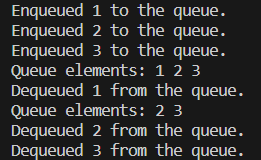 Enqueued 1 to the queue.
Enqueued 2 to the queue.
Enqueued 3 to the queue.
Queue elements: 1 2 3
Dequeued 1 from the queue.
Queue elements: 2 3
Dequeued 2 from the queue.
Dequeued 3 from the queue.